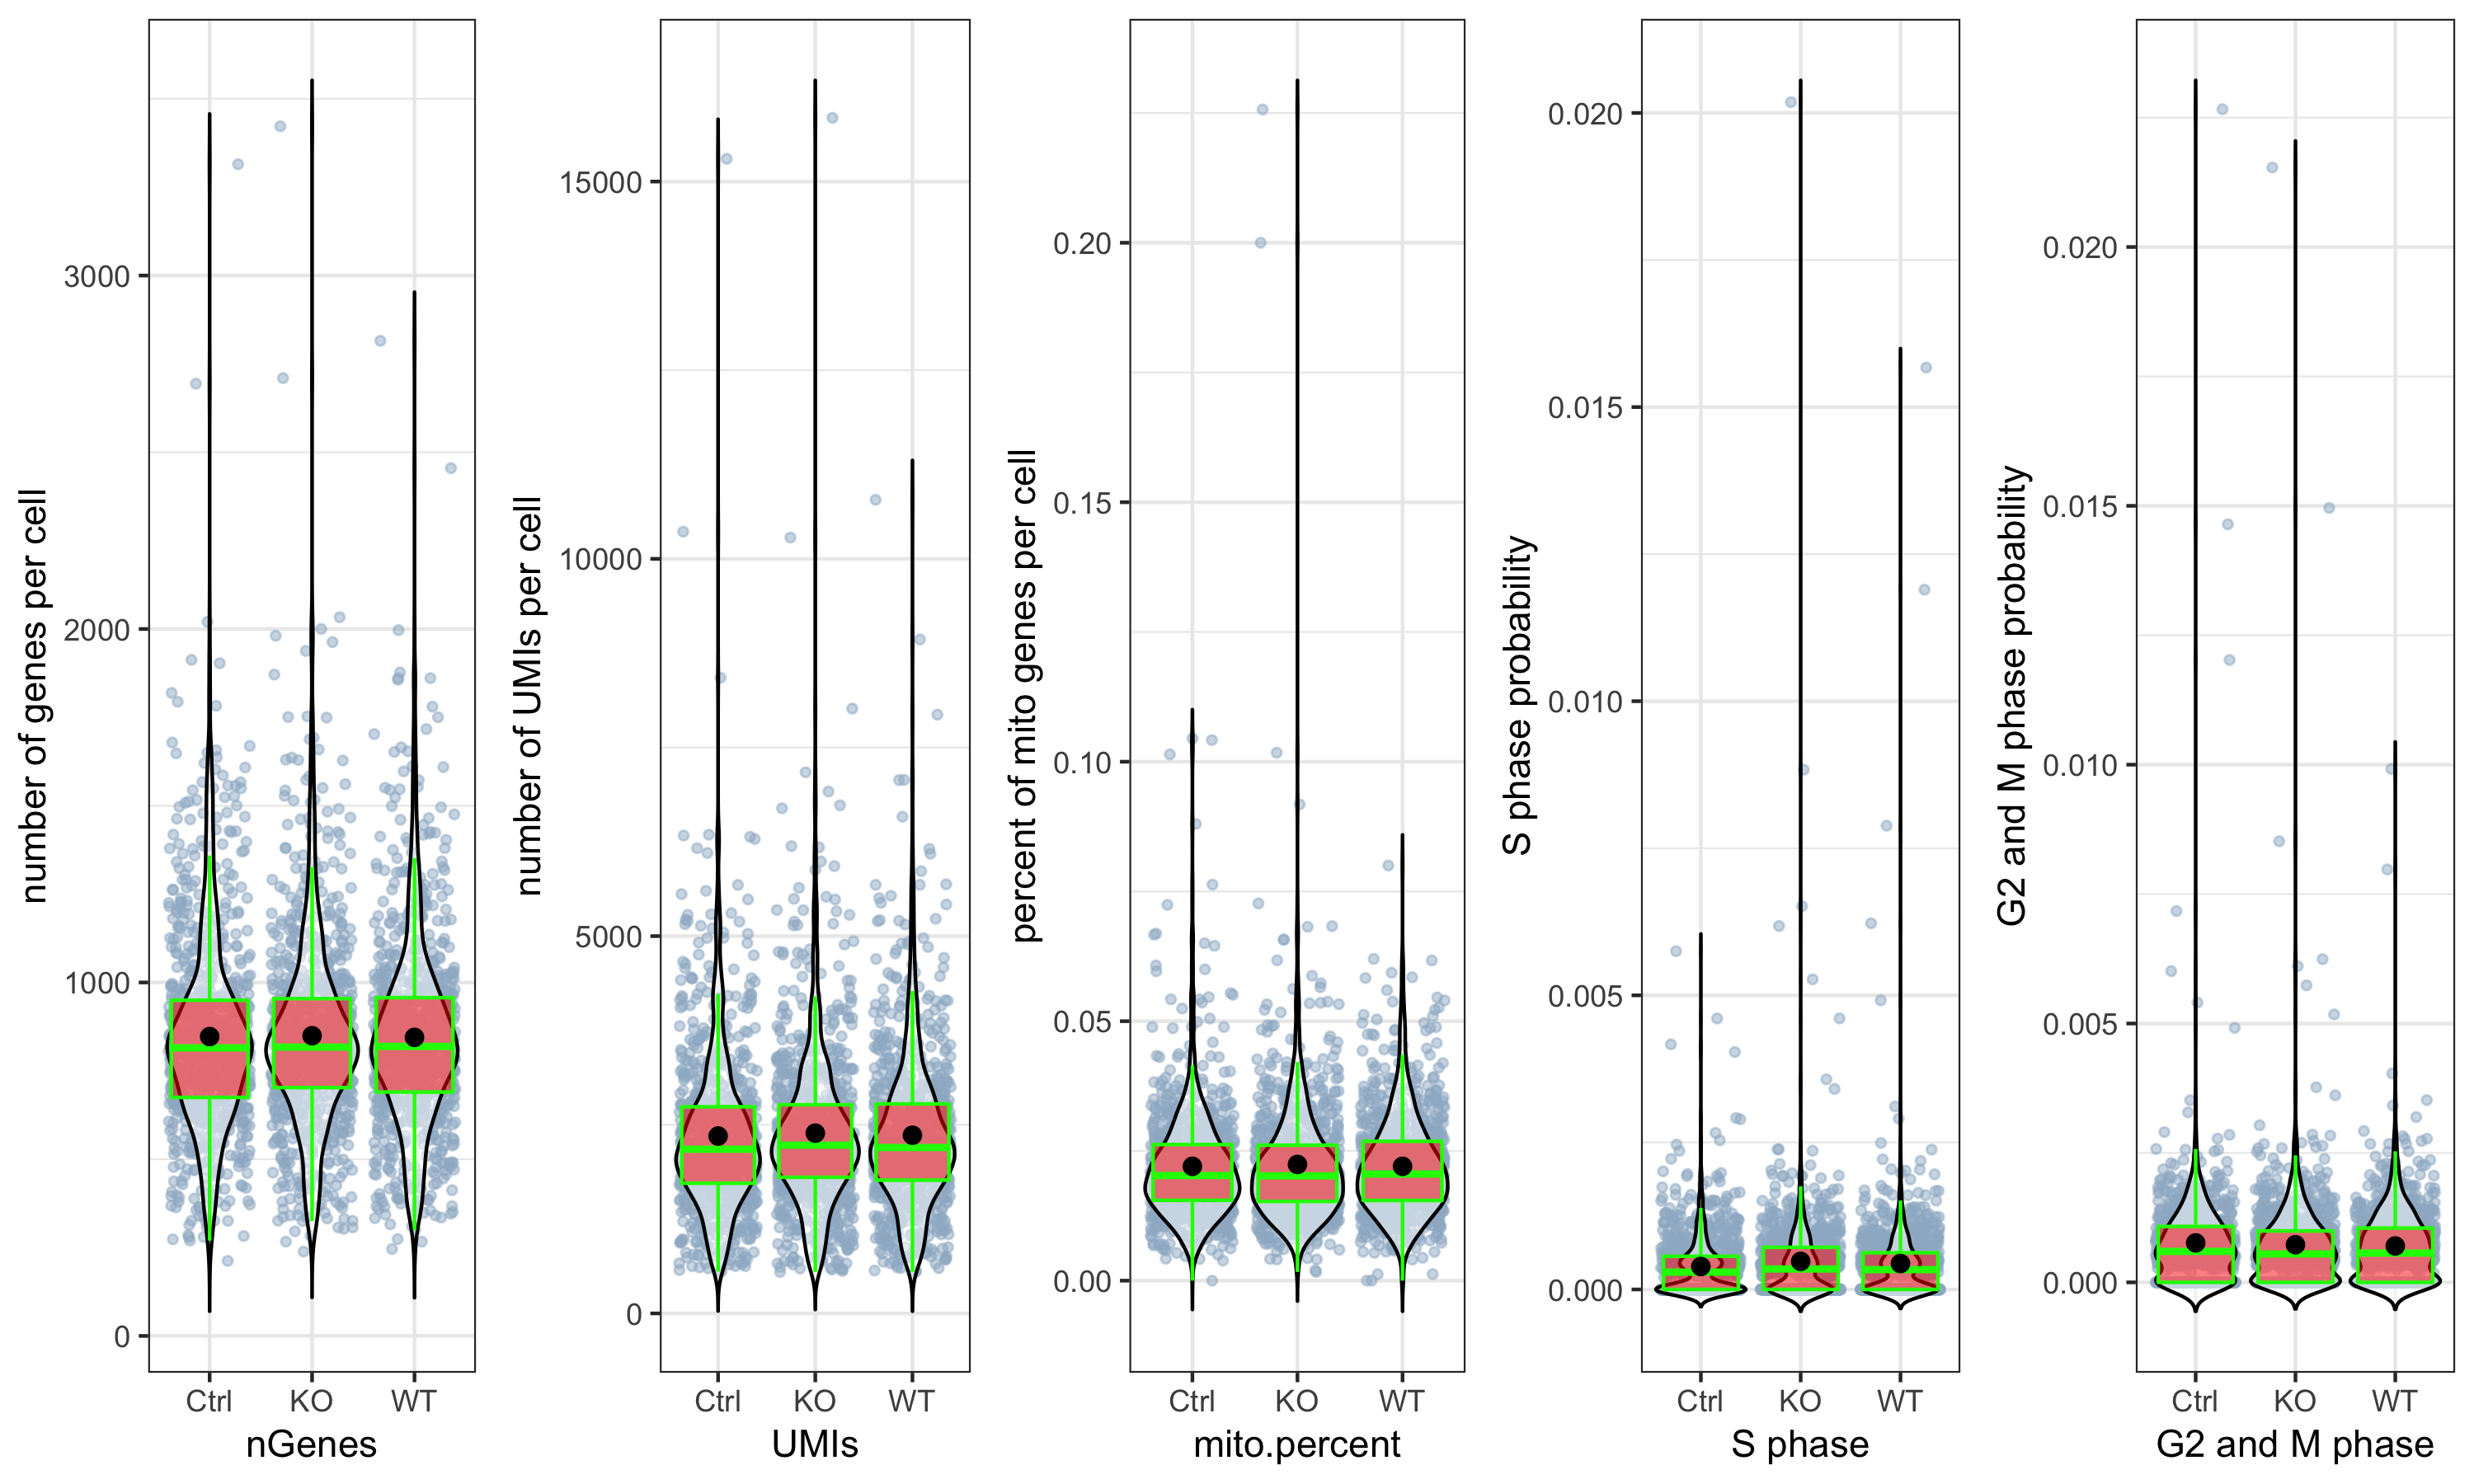 number of genes per cell
3000
2000
1000
0
Ctrl KO WT
nGenes
number of UMIs per cell
15000
10000
5000
0
Ctrl KO WT
UMIs
percent of mito genes per cell
0.20
0.15
0.10
0.05
0.00
Ctrl KO WT
mito.percent
S phase probability
0.020
0.015
0.010
0.005
0.000
Ctrl KO WT
S phase
G2 and M phase probability
0.020
0.015
0.010
0.005
0.000
Ctrl KO WT
G2 and M phase